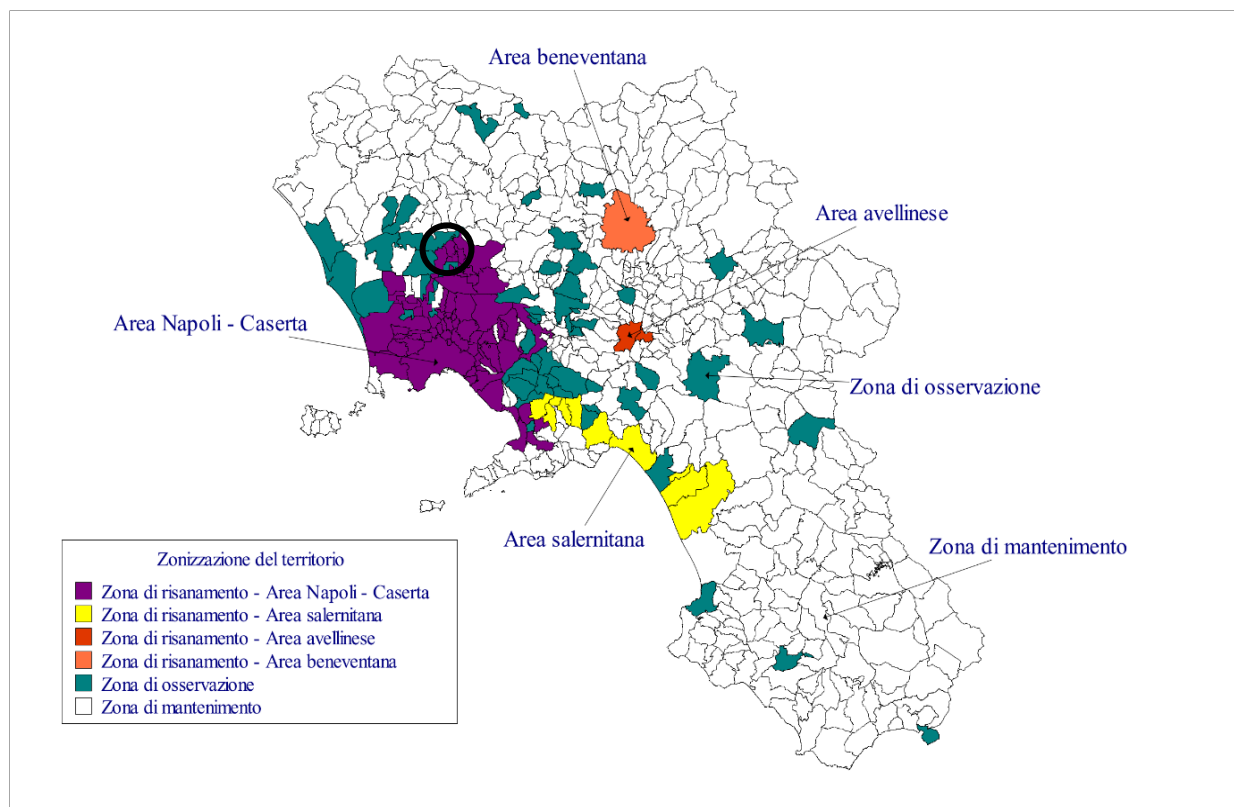 Area beneventana
Area avellinese
Area Napoli - Caserta
Zona di osservazione
Area salernitana
Zona di mantenimento
Zonizzazione del territorio
Zona di risanamento - Area Napoli - Caserta
Zona di risanamento - Area salernitana
Zona di risanamento - Area avellinese
Zona di risanamento - Area beneventana
Zona di osservazione
Zona di mantenimento